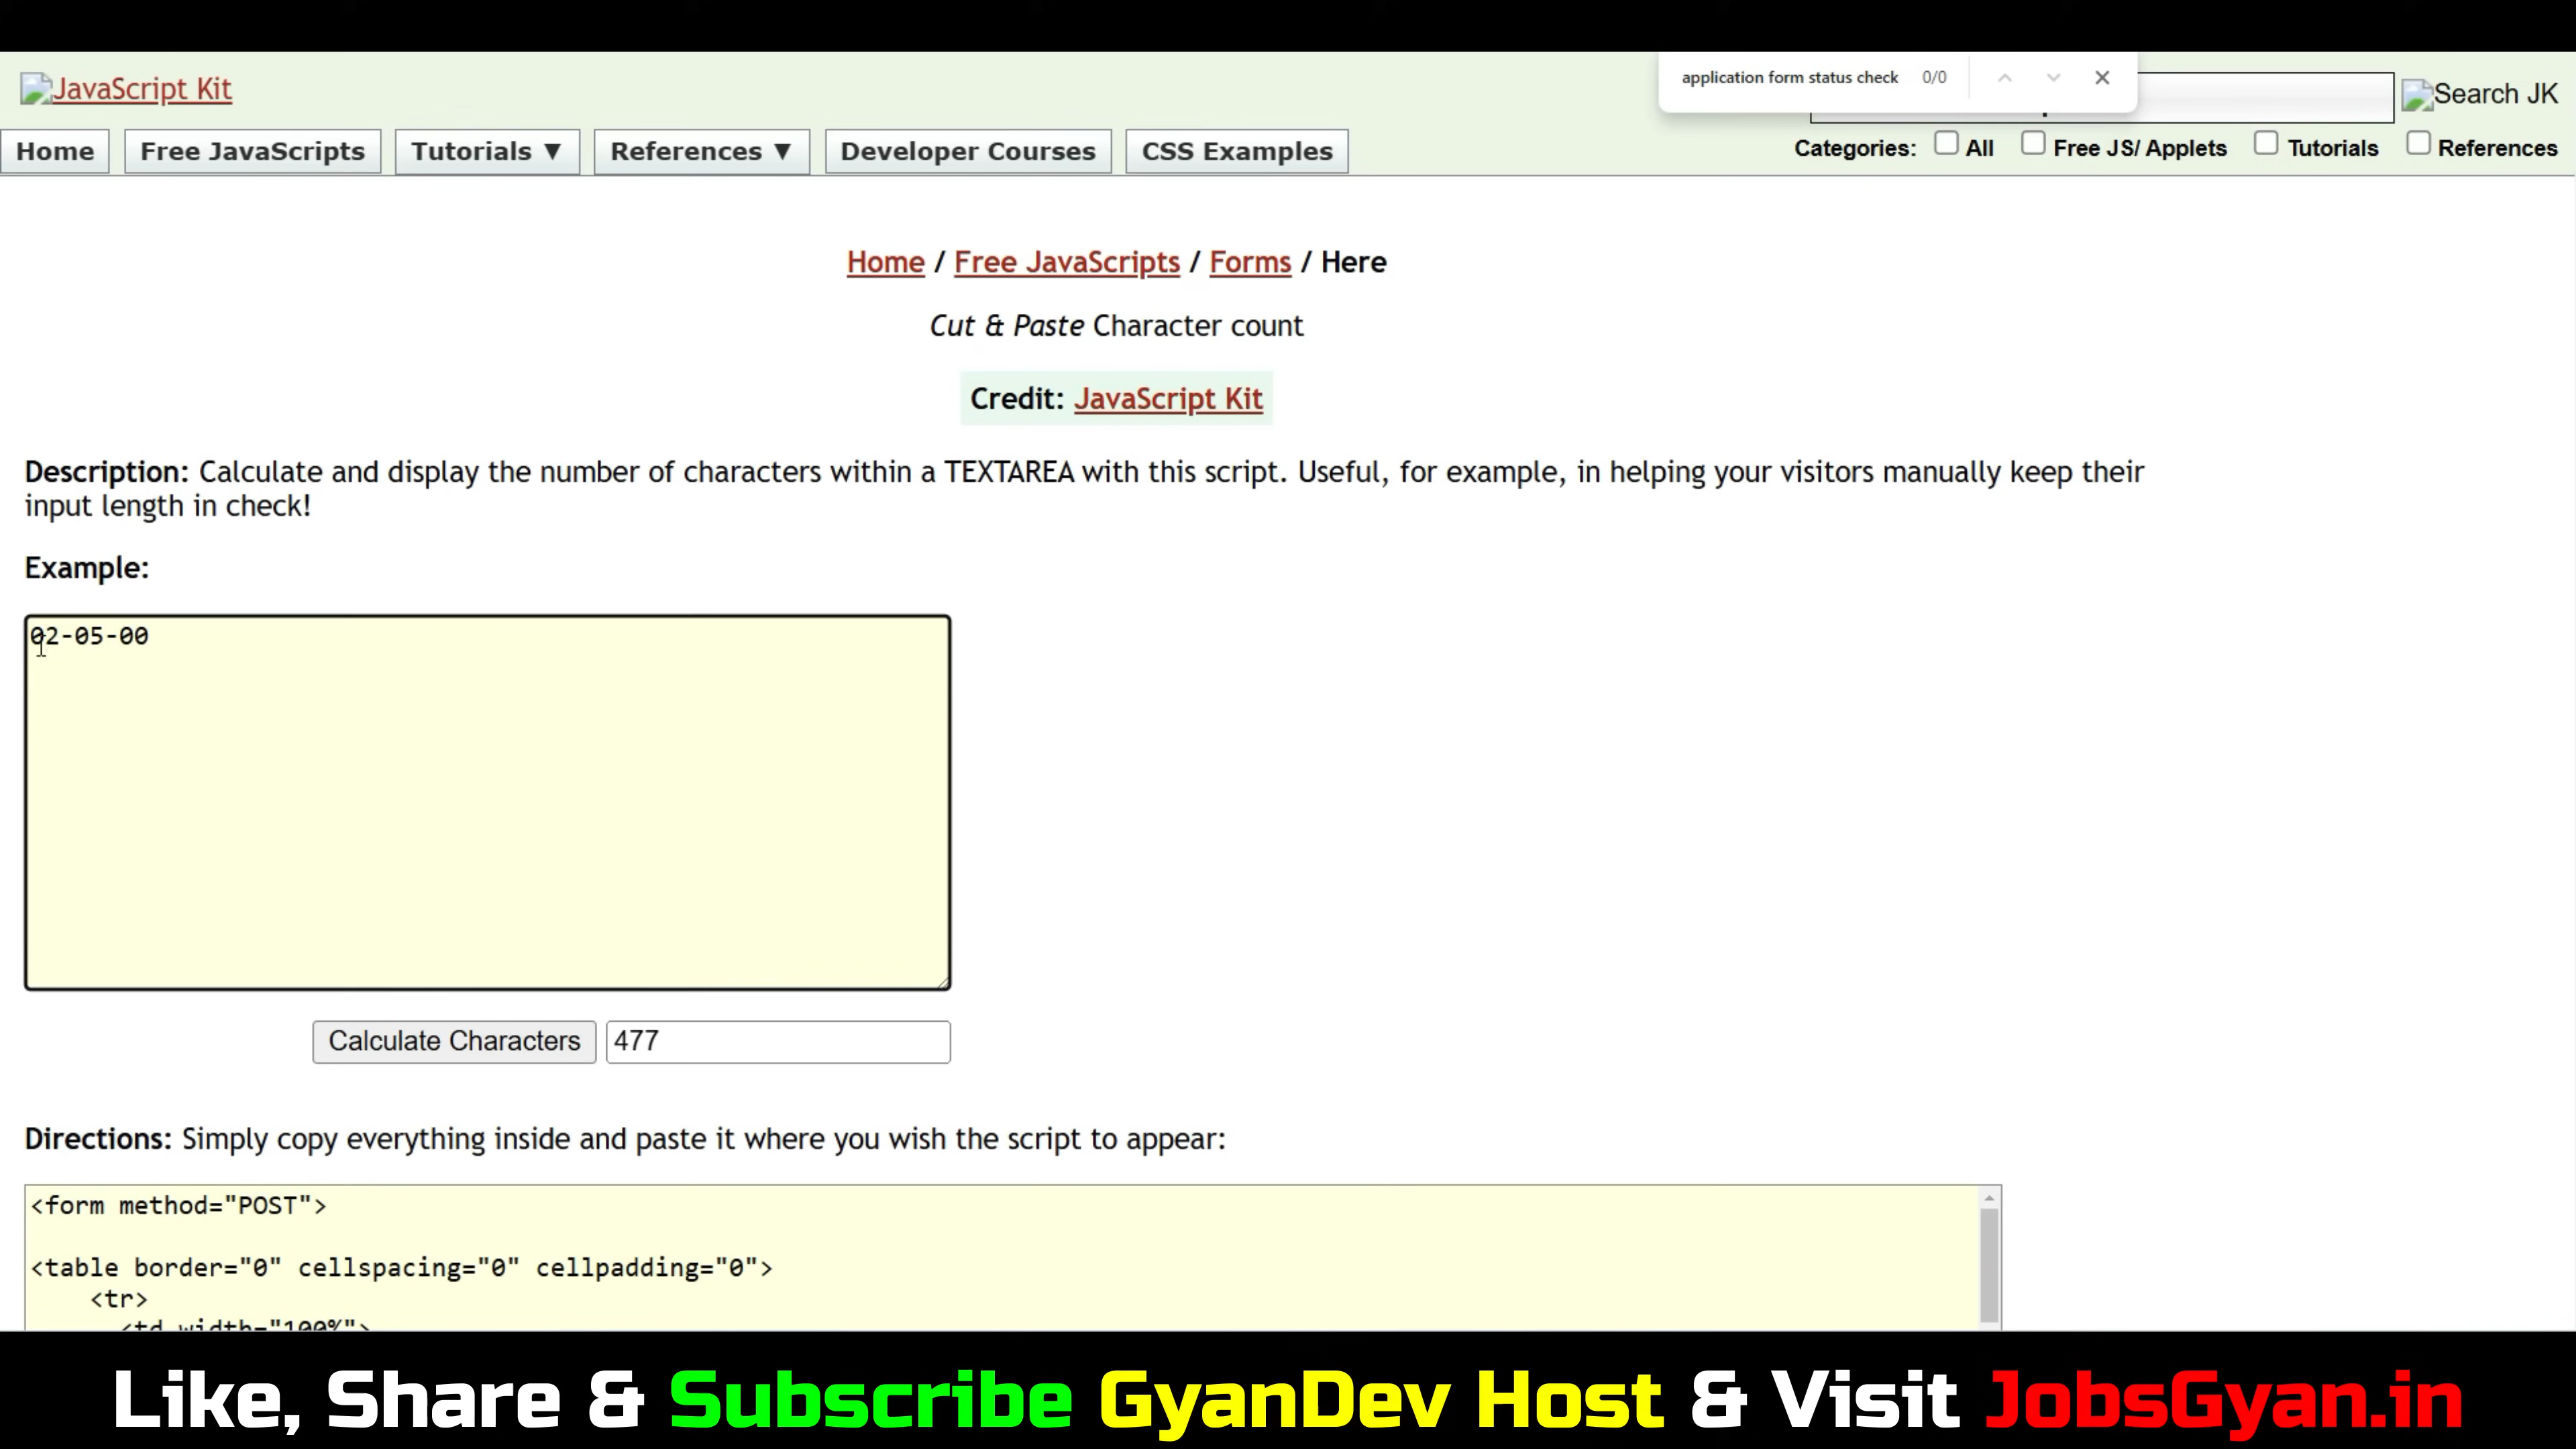 JavaScript Kit
application form status check 0/0
Search JK
Home Free JavaScripts Tutorials ▼ References ▼ Developer Courses CSS Examples
Categories: All Free JS/ Applets Tutorials References
Home / Free JavaScripts / Forms / Here
Cut & Paste Character count
Credit: JavaScript Kit
Description: Calculate and display the number of characters within a TEXTAREA with this script. Useful, for example, in helping your visitors manually keep their
input length in check!
Example:
02-05-00
Calculate Characters 477
Directions: Simply copy everything inside and paste it where you wish the script to appear:
<form method="POST">
<table border="0" cellspacing="0" cellpadding="0">
<tr>
<td width="100%">
Like, Share & Subscribe GyanDev Host & Visit JobsGyan.in